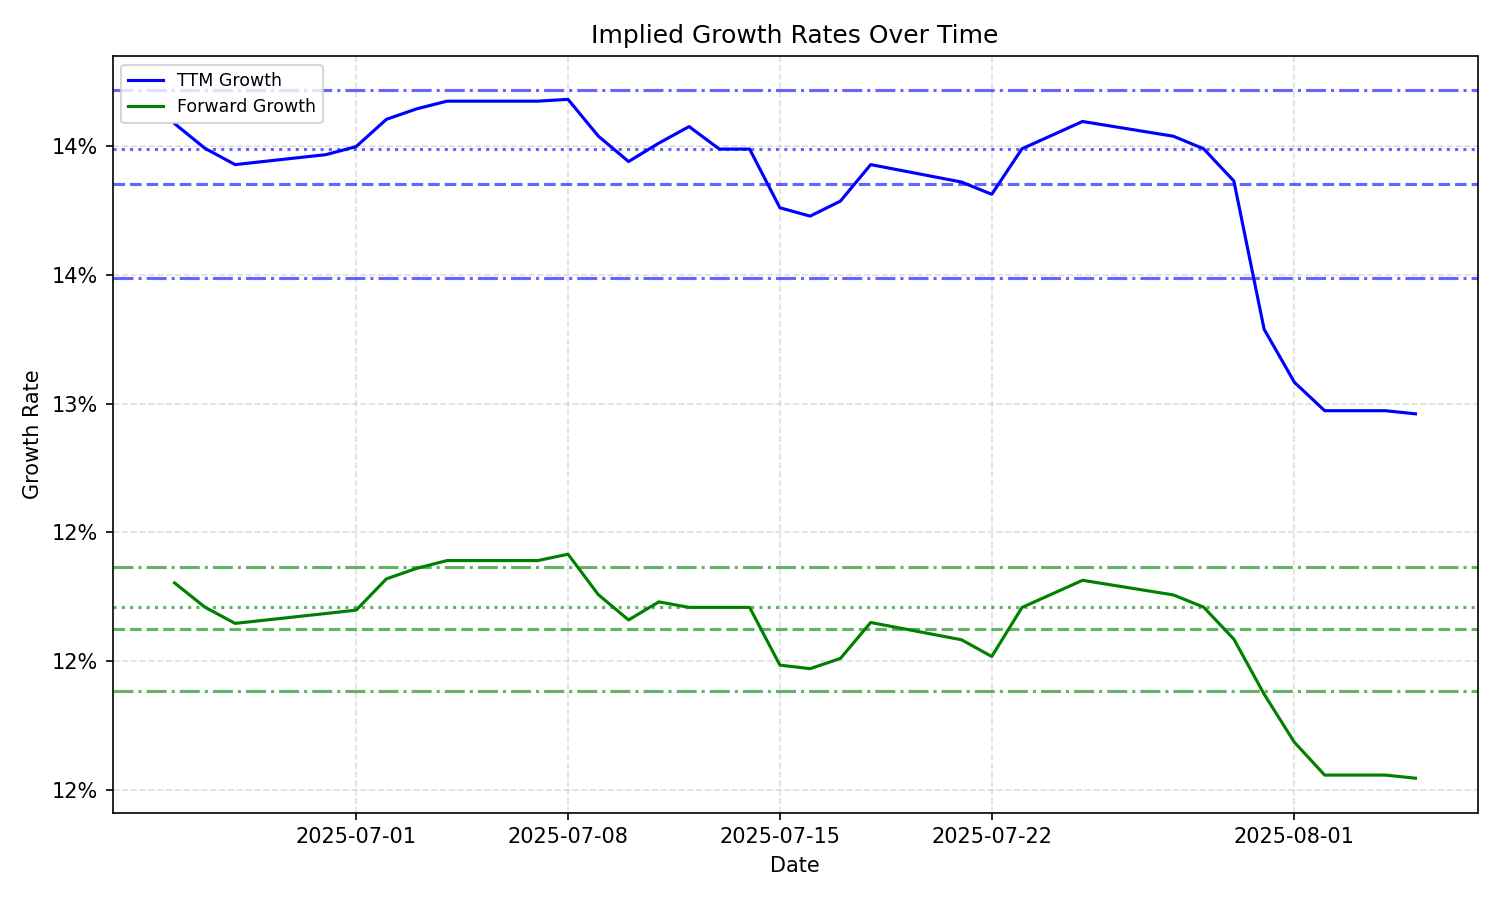 Implied Growth Rates Over Time
TTM Growth
Forward Growth
14%
14%
13%
12%
12%
12%
Growth Rate
2025-07-01
2025-07-08
2025-07-15
2025-07-22
2025-08-01
Date